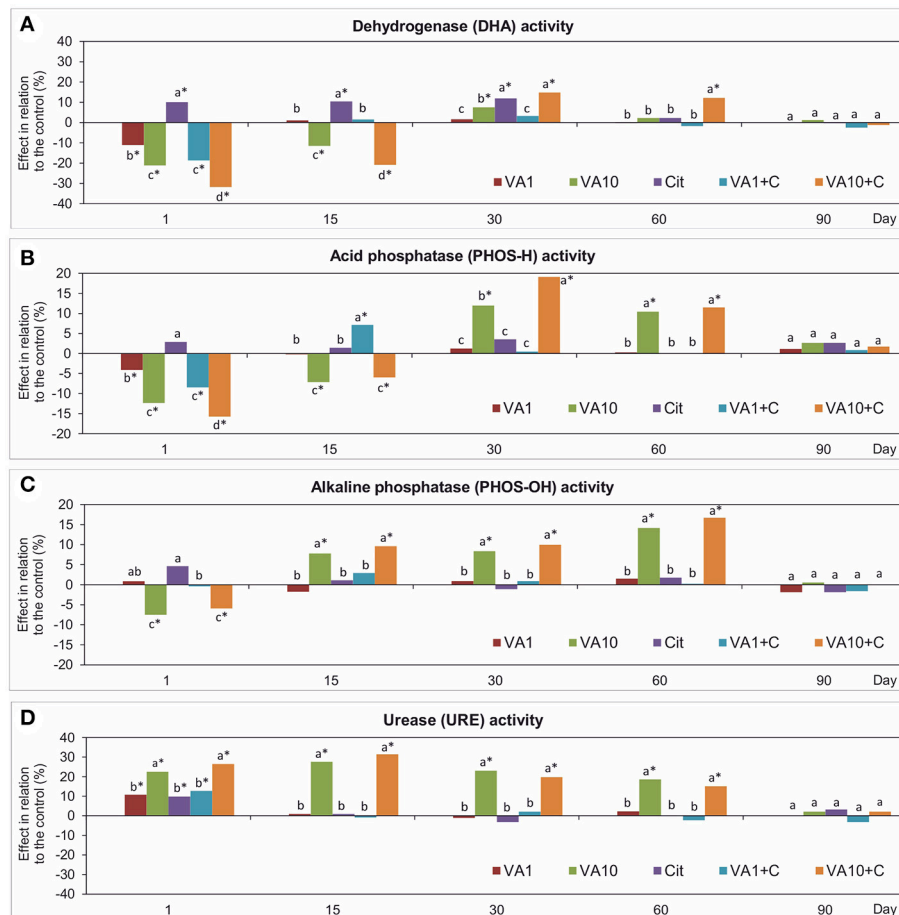 A
Dehydrogenase (DHA) activity
Effect in relation
to the control (%)
40
30
20
10
0
-10
-20
-30
-40
b* c* a* c* d*
b c* a* b d*
c b* a* c a*
b b b b a*
a a a a a
VA1 VA10 Cit VA1+C VA10+C
1 15 30 60 90 Day
B
Acid phosphatase (PHOS-H) activity
Effect in relation
to the control (%)
20
15
10
5
0
-5
-10
-15
-20
b* c* a c* d*
b c* b a* c*
c b* c c a*
b a* b b a*
a a a a a
VA1 VA10 Cit VA1+C VA10+C
1 15 30 60 90 Day
C
Alkaline phosphatase (PHOS-OH) activity
Effect in relation
to the control (%)
20
15
10
5
0
-5
-10
-15
-20
ab c* a b c*
b a* b b a*
b a* b b a*
b a* b b a*
a a a a a
VA1 VA10 Cit VA1+C VA10+C
1 15 30 60 90 Day
D
Urease (URE) activity
Effect in relation
to the control (%)
40
30
20
10
0
-10
-20
-30
-40
b* a* b* b* a*
b a* b b a*
b a* b b a*
b a* b b a*
a a a a a
VA1 VA10 Cit VA1+C VA10+C
1 15 30 60 90 Day